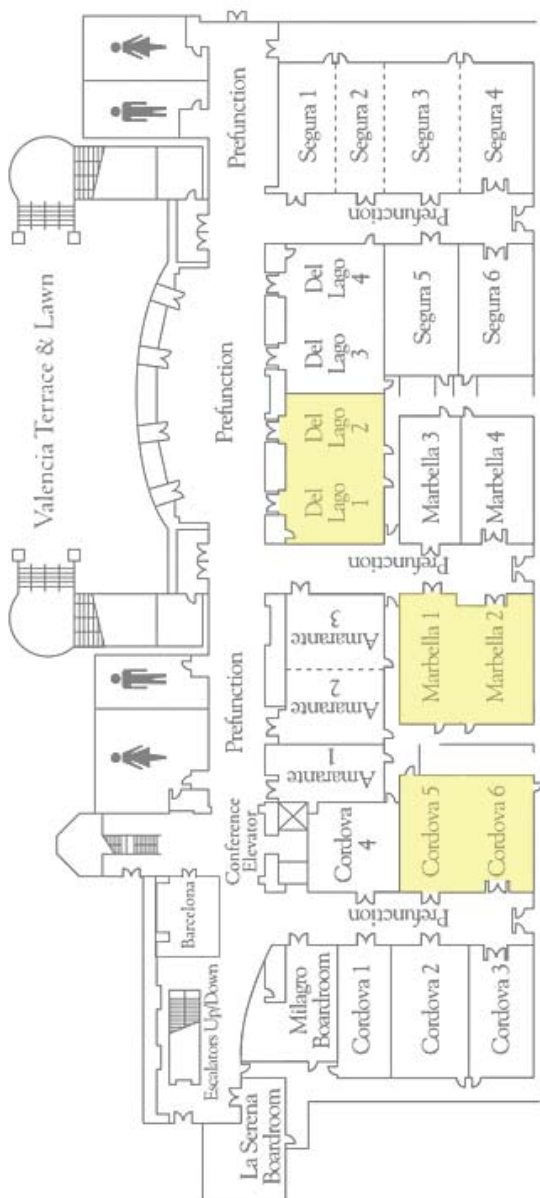 Valencia Terrace & Lawn
Prefunction
Prefunction
Prefunction
Barcelona
Escalators Up/Down
Conference
Elevator
La Serena
Boardroom
Milagro
Boardroom
Cordova 1
Cordova 2
Cordova 3
Prefunction
Cordova
4
Cordova 5
Cordova 6
Amarante
1
Amarante
2
Amarante
3
Marbella 1
Marbella 2
Prefunction
Del
Lago
1
Del
Lago
2
Del
Lago
3
Del
Lago
4
Marbella 3
Marbella 4
Segura 5
Segura 6
Prefunction
Segura 1
Segura 2
Segura 3
Segura 4